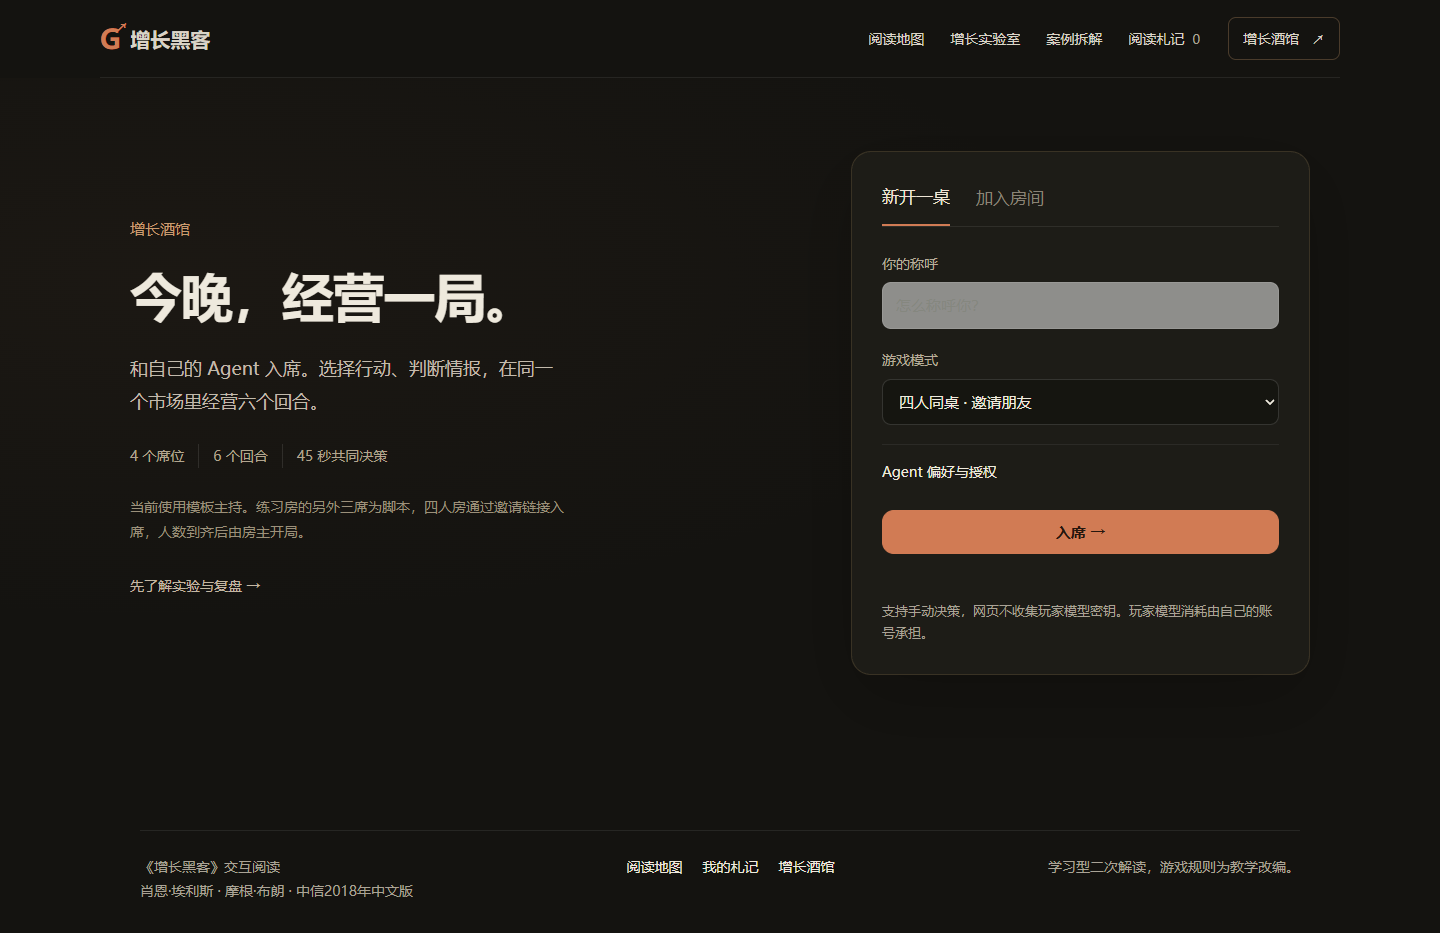 G 增长黑客
阅读地图 增长实验室 案例拆解 阅读札记 0 增长酒馆 ↗
增长酒馆
今晚，经营一局。
和自己的 Agent 入席。选择行动、判断情报，在同一
个市场里经营六个回合。
4 个席位 6 个回合 45 秒共同决策
当前使用模板主持。练习房的另外三席为脚本，四人房通过邀请链接入
席，人数到齐后由房主开局。
先了解实验与复盘 →
新开一桌 加入房间
你的称呼
怎么称呼你？
游戏模式
四人同桌 · 邀请朋友
Agent 偏好与授权
入席 →
支持手动决策，网页不收集玩家模型密钥。玩家模型消耗由自己的账
号承担。
《增长黑客》交互阅读
肖恩·埃利斯 · 摩根·布朗 · 中信2018年中文版
阅读地图 我的札记 增长酒馆
学习型二次解读，游戏规则为教学改编。